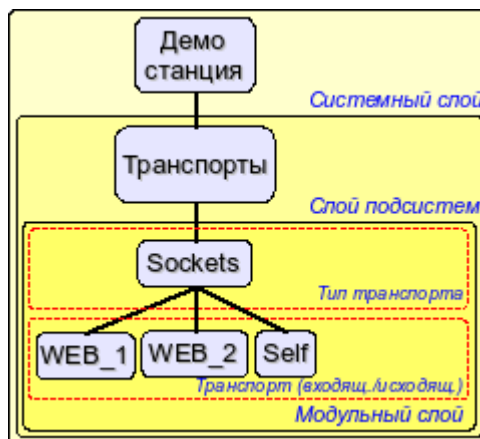 Демо
станция
Системный слой
Транспорты
Слой подсистем
Sockets
Тип транспорта
WEB_1 WEB_2 Self
Транспорт (входящ./исходящ.)
Модульный слой